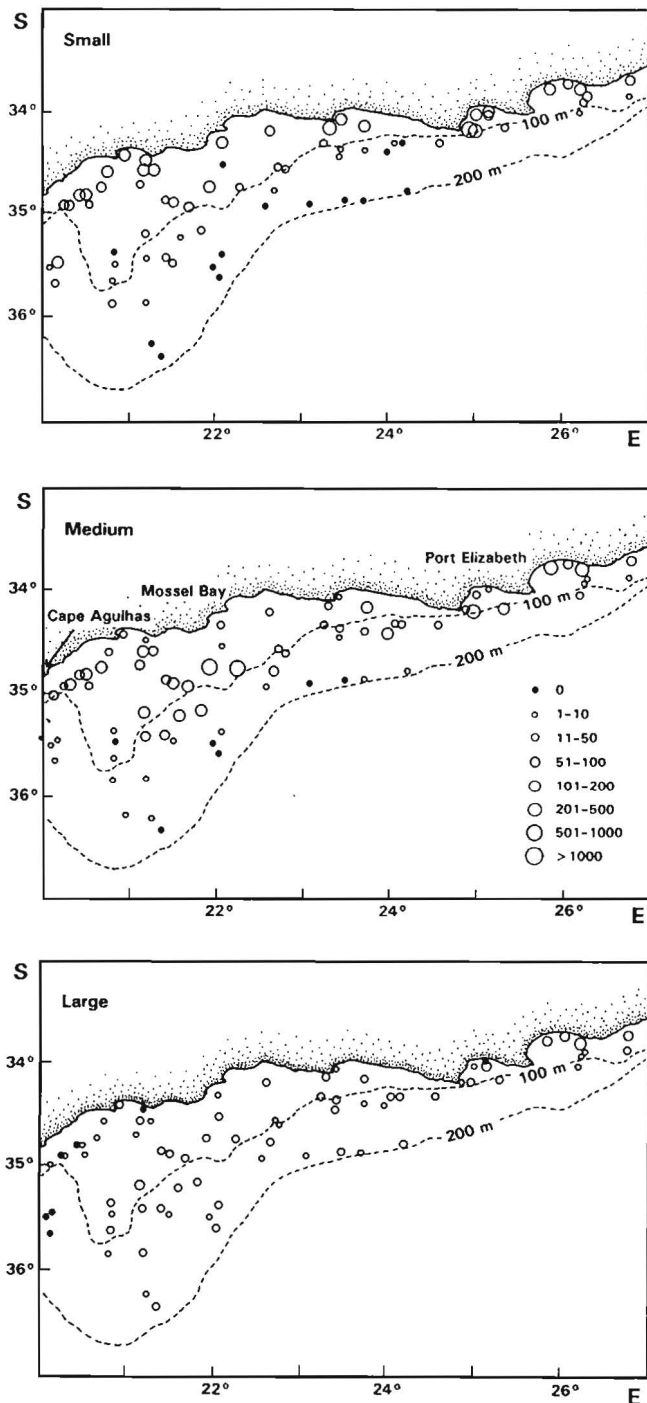 S
Small
34°
100 m
200 m
35°
36°
22°
24°
26°
E
S
Medium
Port Elizabeth
34°
Mossel Bay
Cape Agulhas
100 m
200 m
35°
0
1-10
11-50
51-100
101-200
201-500
501-1000
>1000
36°
22°
24°
26°
E
S
Large
34°
100 m
200 m
35°
36°
22°
24°
26°
E